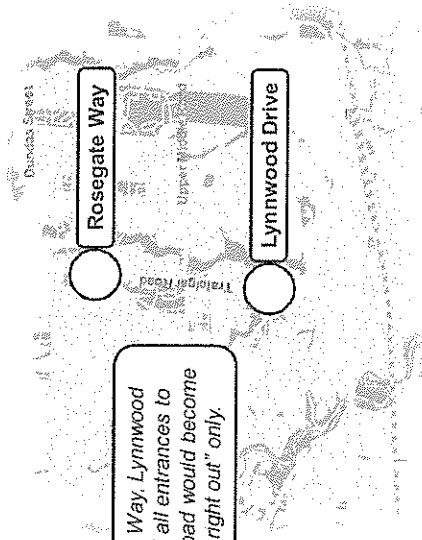 Dundas Street
Rosegate Way
Trafalgar Road
Lynnwood Drive
Way, Lynnwood
all entrances to
oad would become
right out" only.